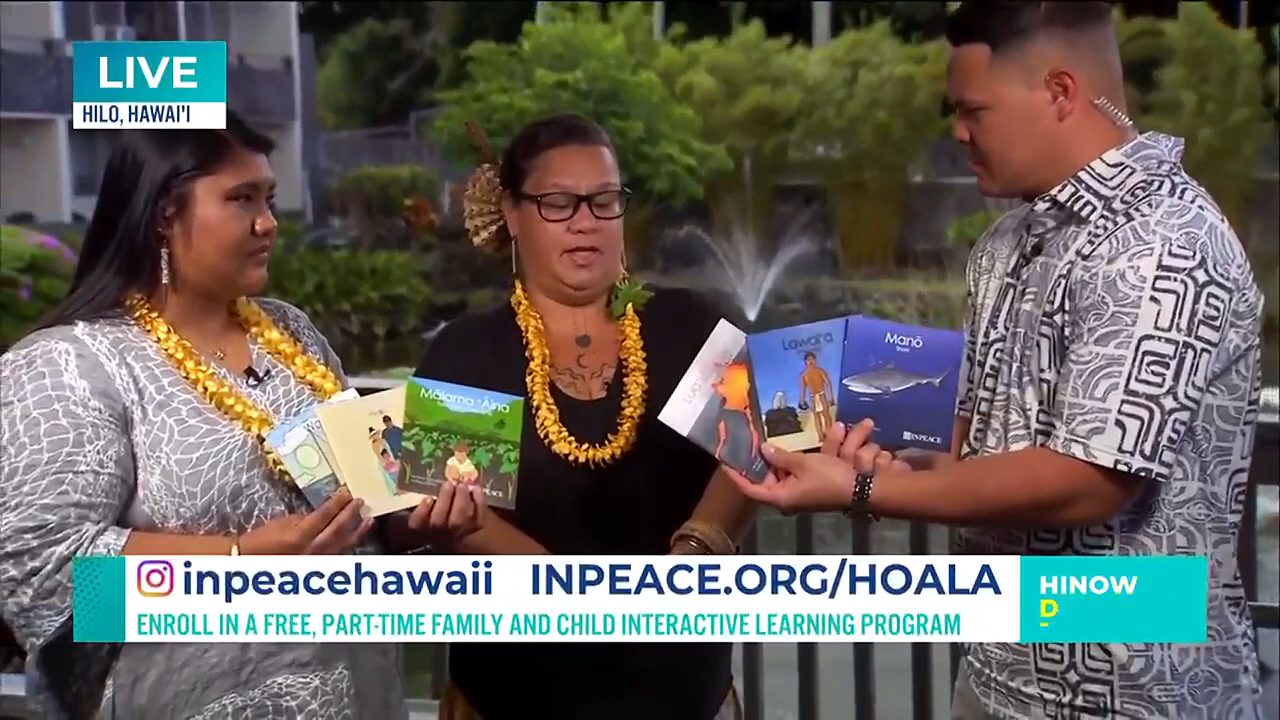 LIVE
HILO, HAWAI'I
Mālama ʻĀina
Lawaiʻa
Manō
INPEACE
inpeacehawaii INPEACE.ORG/HOALA
ENROLL IN A FREE, PART-TIME FAMILY AND CHILD INTERACTIVE LEARNING PROGRAM
HINOW
D